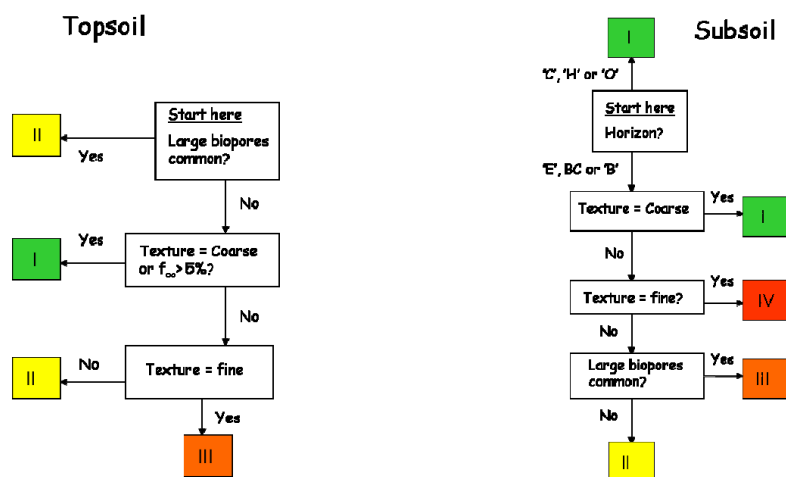 Topsoil
Start here
Large biopores
common?
II
Yes
No
I
Yes
Texture = Coarse
or f∞>5%?
No
II
No
Texture = fine
Yes
III
Subsoil
I
'C', 'H' or 'O'
Start here
Horizon?
'E', BC or 'B'
Texture = Coarse
Yes
I
No
Texture = fine?
Yes
IV
No
Large biopores
common?
Yes
III
No
II